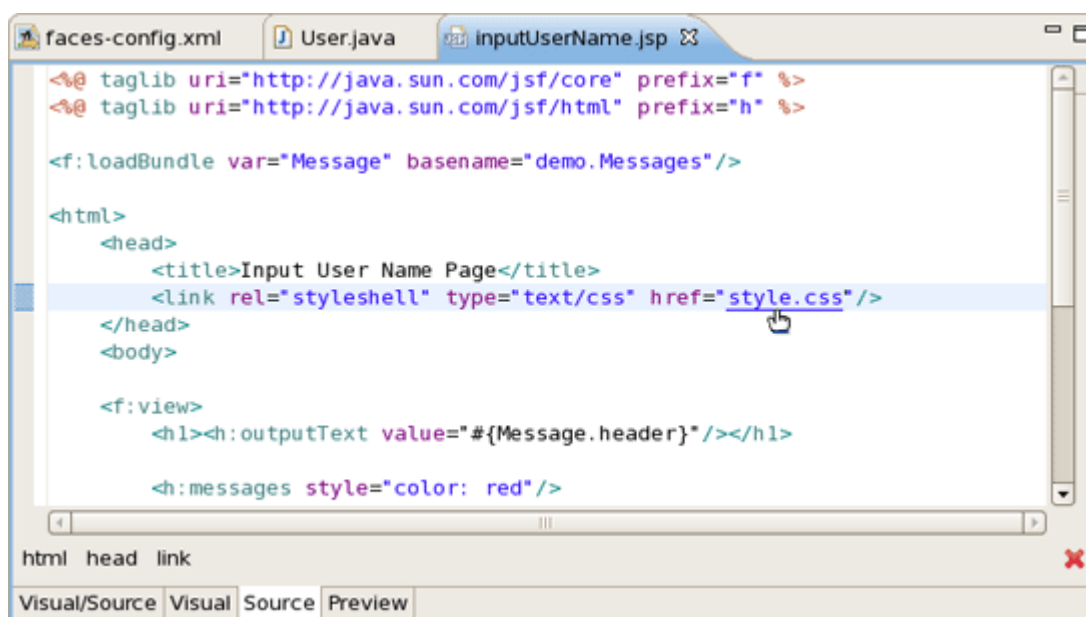 faces-config.xml User.java inputUserName.jsp
<%@ taglib uri="http://java.sun.com/jsf/core" prefix="f" %>
<%@ taglib uri="http://java.sun.com/jsf/html" prefix="h" %>
<f:loadBundle var="Message" basename="demo.Messages"/>
<html>
<head>
<title>Input User Name Page</title>
<link rel="styleshell" type="text/css" href="style.css"/>
</head>
<body>
<f:view>
<h1><h:outputText value="#{Message.header}"/></h1>
<h:messages style="color: red"/>
html head link
Visual/Source Visual Source Preview